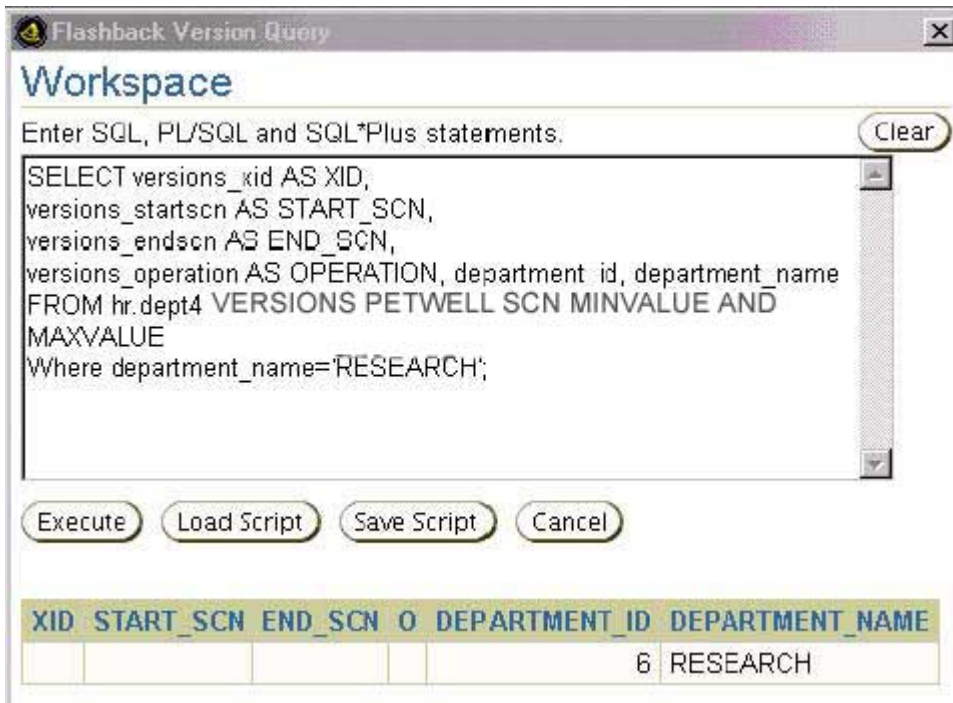 Flashback Version Query
Workspace
Enter SQL, PL/SQL and SQL*Plus statements.
Clear
SELECT versions_xid AS XID,
versions_startscn AS START_SCN,
versions_endscn AS END_SCN,
versions_operation AS OPERATION, department_id, department_name
FROM hr.dept4 VERSIONS PETWELL SCN MINVALUE AND
MAXVALUE
Where department_name='RESEARCH';
Execute Load Script Save Script Cancel
XID START_SCN END_SCN O DEPARTMENT_ID DEPARTMENT_NAME
6 RESEARCH